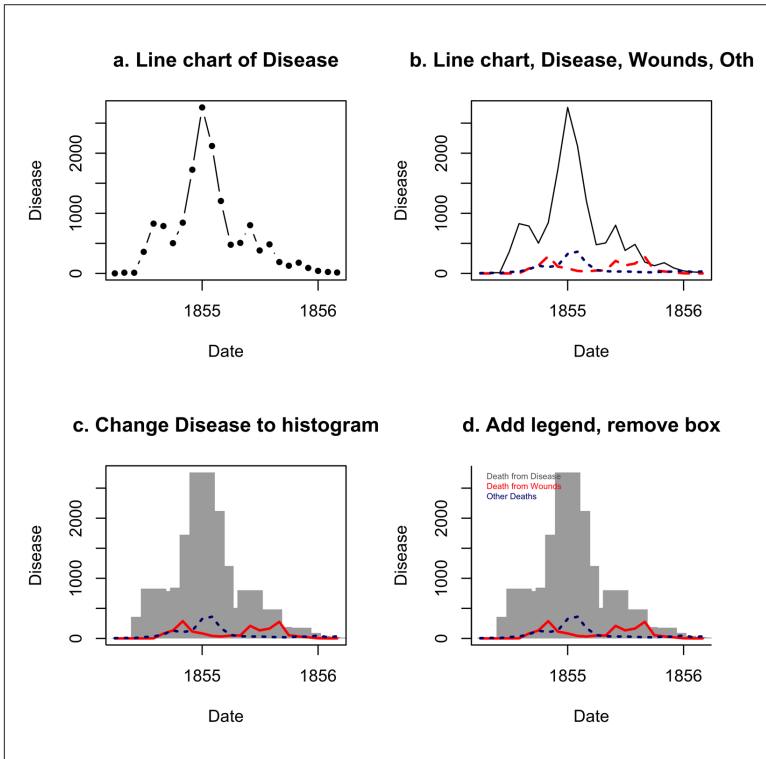 a. Line chart of Disease
Disease
0
1000
2000
1855
1856
Date
b. Line chart, Disease, Wounds, Oth
Disease
0
1000
2000
1855
1856
Date
c. Change Disease to histogram
Disease
0
1000
2000
1855
1856
Date
d. Add legend, remove box
Death from Disease
Death from Wounds
Other Deaths
Disease
0
1000
2000
1855
1856
Date